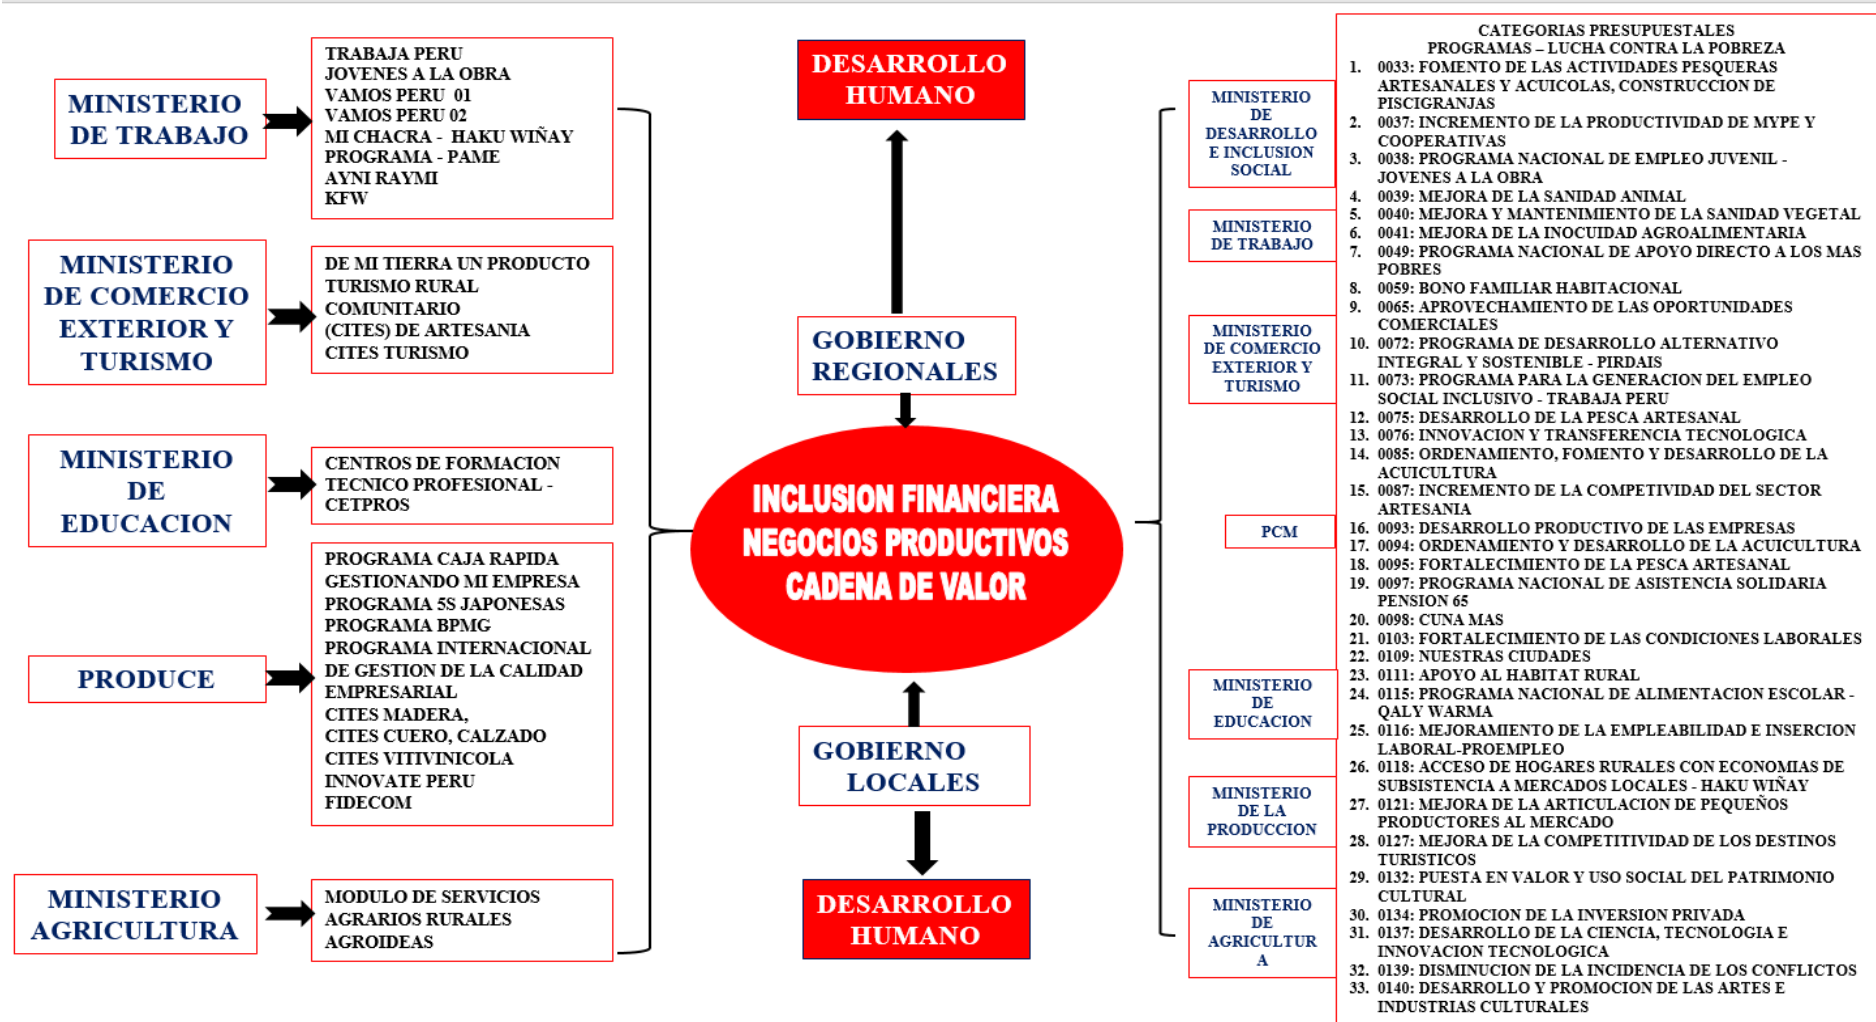 MINISTERIO
DE TRABAJO
TRABAJA PERU
JOVENES A LA OBRA
VAMOS PERU 01
VAMOS PERU 02
MI CHACRA - HAKU WIÑAY
PROGRAMA - PAME
AYNI RAYMI
KFW
MINISTERIO
DE COMERCIO
EXTERIOR Y
TURISMO
DE MI TIERRA UN PRODUCTO
TURISMO RURAL
COMUNITARIO
(CITES) DE ARTESANIA
CITES TURISMO
MINISTERIO
DE
EDUCACION
CENTROS DE FORMACION
TECNICO PROFESIONAL -
CETPROS
PRODUCE
PROGRAMA CAJA RAPIDA
GESTIONANDO MI EMPRESA
PROGRAMA 5S JAPONESAS
PROGRAMA BPMG
PROGRAMA INTERNACIONAL
DE GESTION DE LA CALIDAD
EMPRESARIAL
CITES MADERA,
CITES CUERO, CALZADO
CITES VITIVINICOLA
INNOVATE PERU
FIDECOM
MINISTERIO
AGRICULTURA
MODULO DE SERVICIOS
AGRARIOS RURALES
AGROIDEAS
DESARROLLO
HUMANO
GOBIERNO
REGIONALES
INCLUSION FINANCIERA
NEGOCIOS PRODUCTIVOS
CADENA DE VALOR
GOBIERNO
LOCALES
DESARROLLO
HUMANO
MINISTERIO
DE
DESARROLLO
E INCLUSION
SOCIAL
MINISTERIO
DE TRABAJO
MINISTERIO
DE COMERCIO
EXTERIOR Y
TURISMO
PCM
MINISTERIO
DE
EDUCACION
MINISTERIO
DE LA
PRODUCCION
MINISTERIO
DE
AGRICULTUR
A
CATEGORIAS PRESUPUESTALES
PROGRAMAS – LUCHA CONTRA LA POBREZA
1. 0033: FOMENTO DE LAS ACTIVIDADES PESQUERAS
ARTESANALES Y ACUICOLAS, CONSTRUCCION DE
PISCIGRANJAS
2. 0037: INCREMENTO DE LA PRODUCTIVIDAD DE MYPE Y
COOPERATIVAS
3. 0038: PROGRAMA NACIONAL DE EMPLEO JUVENIL -
JOVENES A LA OBRA
4. 0039: MEJORA DE LA SANIDAD ANIMAL
5. 0040: MEJORA Y MANTENIMIENTO DE LA SANIDAD VEGETAL
6. 0041: MEJORA DE LA INOCUIDAD AGROALIMENTARIA
7. 0049: PROGRAMA NACIONAL DE APOYO DIRECTO A LOS MAS
POBRES
8. 0059: BONO FAMILIAR HABITACIONAL
9. 0065: APROVECHAMIENTO DE LAS OPORTUNIDADES
COMERCIALES
10. 0072: PROGRAMA DE DESARROLLO ALTERNATIVO
INTEGRAL Y SOSTENIBLE - PIRDAIS
11. 0073: PROGRAMA PARA LA GENERACION DEL EMPLEO
SOCIAL INCLUSIVO - TRABAJA PERU
12. 0075: DESARROLLO DE LA PESCA ARTESANAL
13. 0076: INNOVACION Y TRANSFERENCIA TECNOLOGICA
14. 0085: ORDENAMIENTO, FOMENTO Y DESARROLLO DE LA
ACUICULTURA
15. 0087: INCREMENTO DE LA COMPETIVIDAD DEL SECTOR
ARTESANIA
16. 0093: DESARROLLO PRODUCTIVO DE LAS EMPRESAS
17. 0094: ORDENAMIENTO Y DESARROLLO DE LA ACUICULTURA
18. 0095: FORTALECIMIENTO DE LA PESCA ARTESANAL
19. 0097: PROGRAMA NACIONAL DE ASISTENCIA SOLIDARIA
PENSION 65
20. 0098: CUNA MAS
21. 0103: FORTALECIMIENTO DE LAS CONDICIONES LABORALES
22. 0109: NUESTRAS CIUDADES
23. 0111: APOYO AL HABITAT RURAL
24. 0115: PROGRAMA NACIONAL DE ALIMENTACION ESCOLAR -
QALY WARMA
25. 0116: MEJORAMIENTO DE LA EMPLEABILIDAD E INSERCION
LABORAL-PROEMPLEO
26. 0118: ACCESO DE HOGARES RURALES CON ECONOMIAS DE
SUBSISTENCIA A MERCADOS LOCALES - HAKU WIÑAY
27. 0121: MEJORA DE LA ARTICULACION DE PEQUEÑOS
PRODUCTORES AL MERCADO
28. 0127: MEJORA DE LA COMPETITIVIDAD DE LOS DESTINOS
TURISTICOS
29. 0132: PUESTA EN VALOR Y USO SOCIAL DEL PATRIMONIO
CULTURAL
30. 0134: PROMOCION DE LA INVERSION PRIVADA
31. 0137: DESARROLLO DE LA CIENCIA, TECNOLOGIA E
INNOVACION TECNOLOGICA
32. 0139: DISMINUCION DE LA INCIDENCIA DE LOS CONFLICTOS
33. 0140: DESARROLLO Y PROMOCION DE LAS ARTES E
INDUSTRIAS CULTURALES